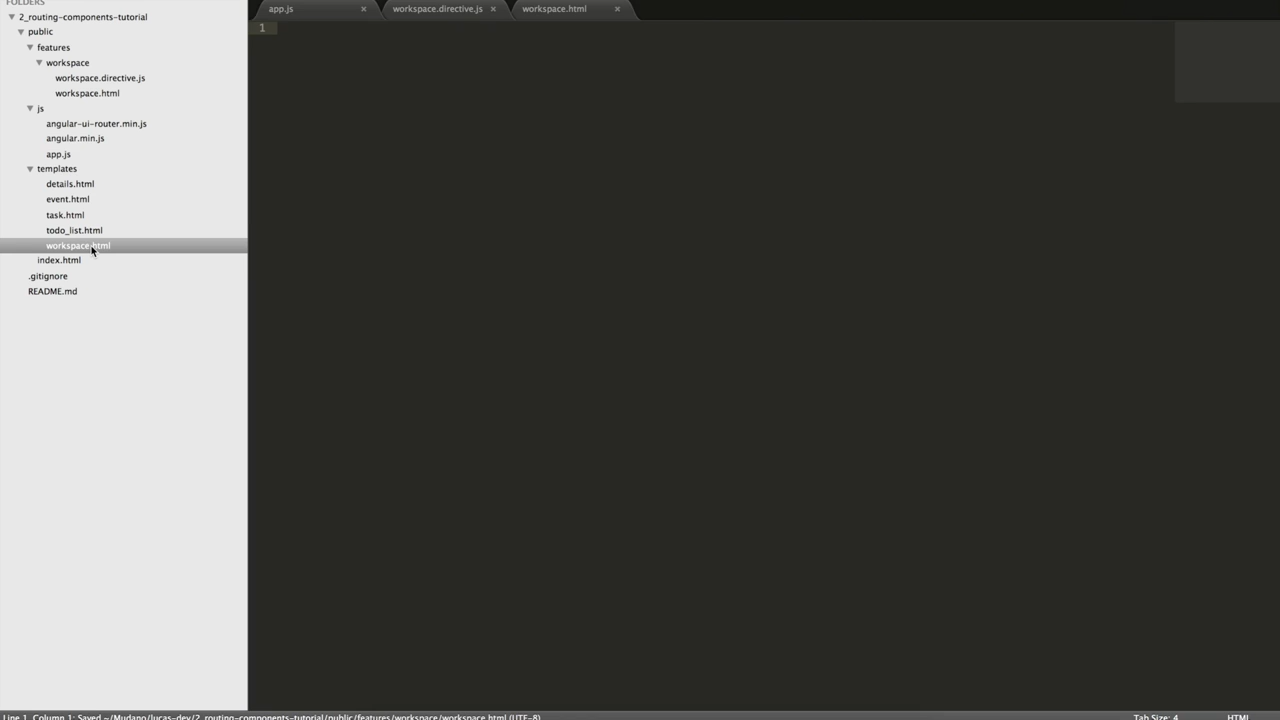 FOLDERS
2_routing-components-tutorial
public
features
workspace
workspace.directive.js
workspace.html
js
angular-ui-router.min.js
angular.min.js
app.js
templates
details.html
event.html
task.html
todo_list.html
workspace.html
index.html
.gitignore
README.md
app.js × workspace.directive.js × workspace.html ×
1
Line 1, Column 1; Saved ~/Mudano/lucas-dev/2_routing-components-tutorial/public/features/workspace/workspace.html (UTF-8) Tab Size: 4 HTML